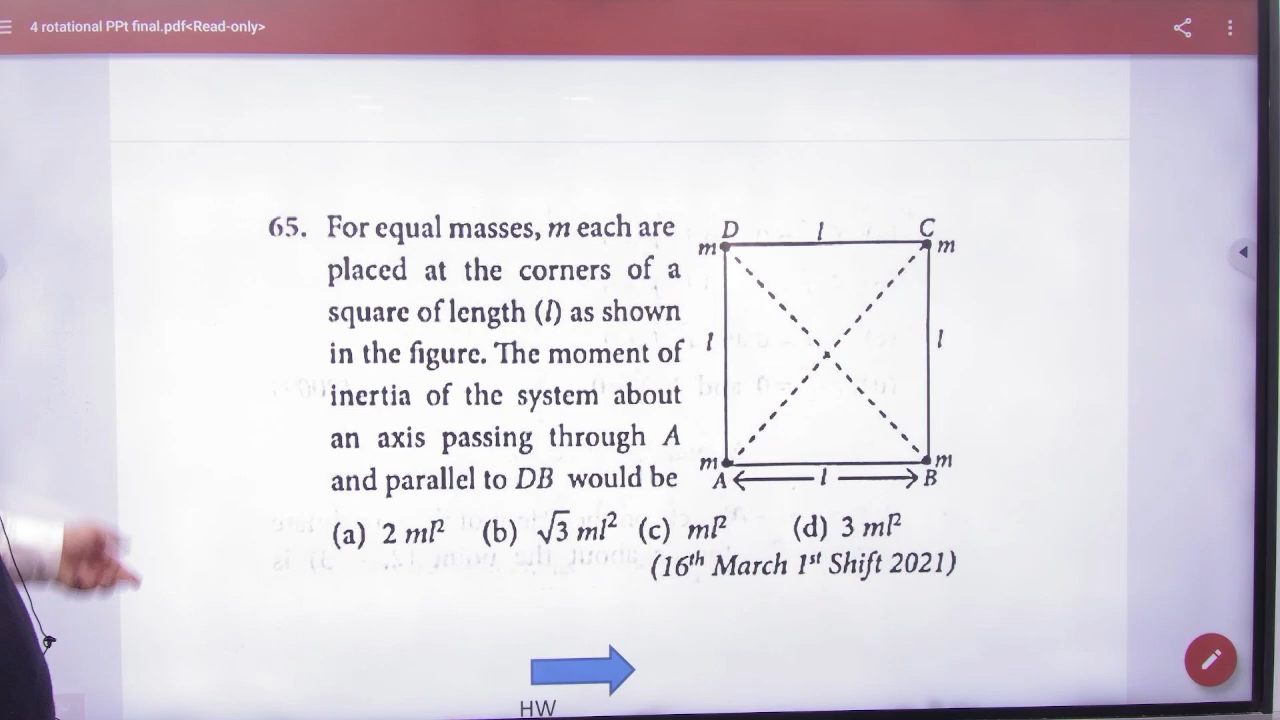 4 rotational PPt final.pdf<Read-only>
65. For equal masses, m each are
placed at the corners of a
square of length (l) as shown
in the figure. The moment of
inertia of the system about
an axis passing through A
and parallel to DB would be
D l C
m m
l l
m m
A l B
(a) 2 ml² (b) √3 ml² (c) ml² (d) 3 ml²
(16th March 1st Shift 2021)
HW